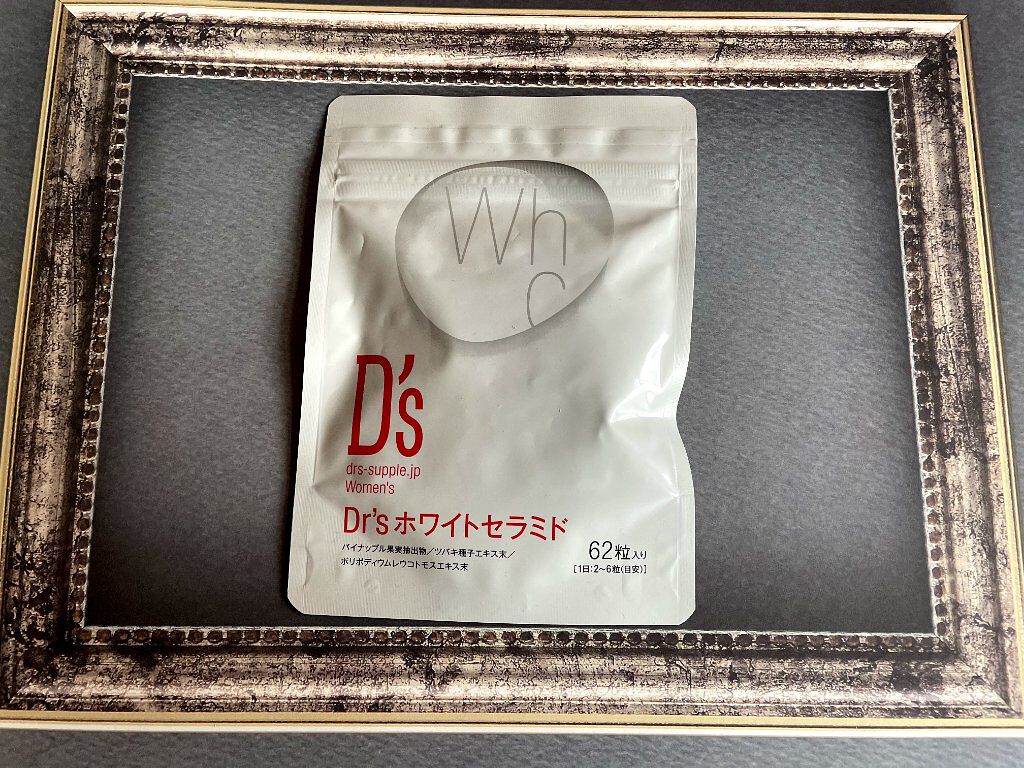 Wh
C
D's
drs-supple.jp
Women's
Dr'sホワイトセラミド
パイナップル果実抽出物/ツバキ種子エキス末/
ポリポディウムレウコトモスエキス末
62粒入り
[1日:2~6粒(目安)]